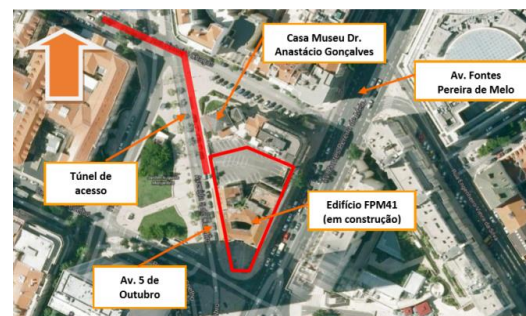 Casa Museu Dr.
Anastácio Gonçalves
Av. Fontes
Pereira de Melo
Túnel de
acesso
Edifício FPM41
(em construção)
Av. 5 de
Outubro